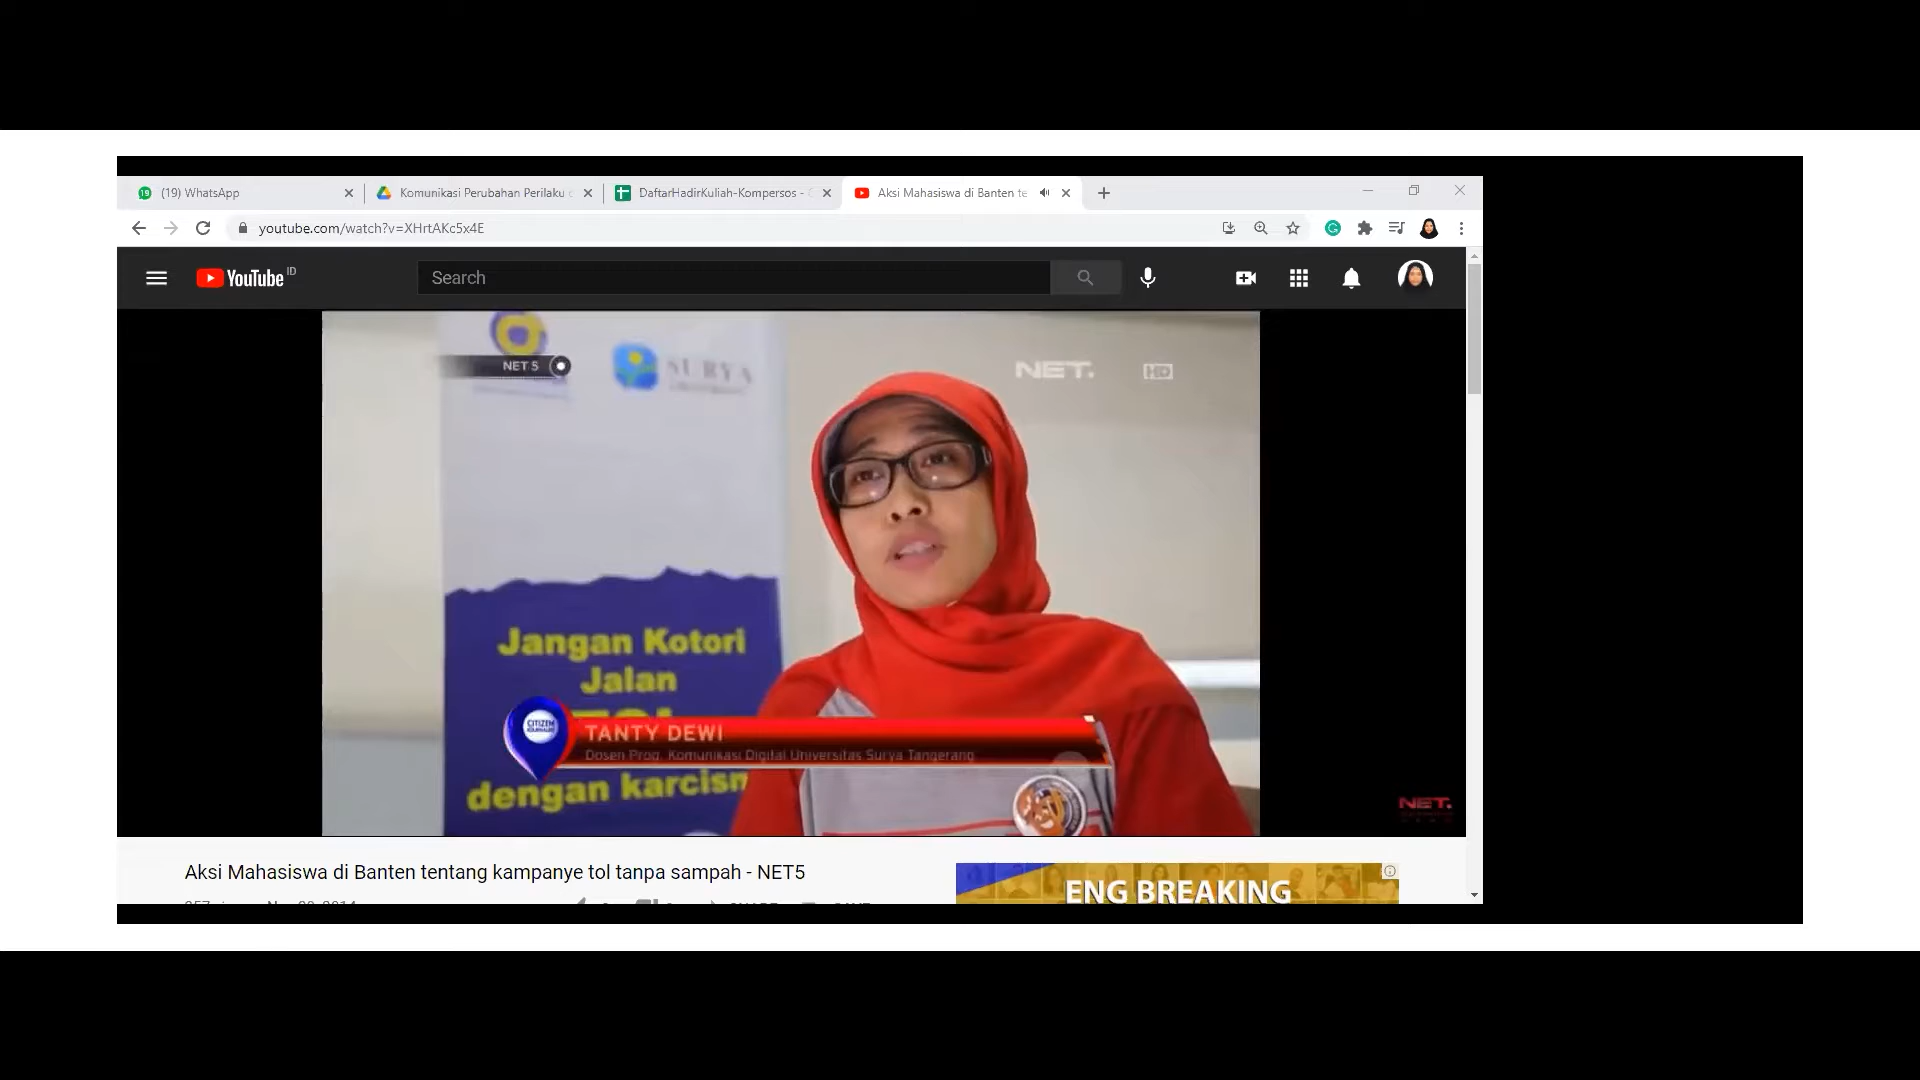 (19) WhatsApp
Komunikasi Perubahan Perilaku
DaftarHadirKuliah-Kompersos -
Aksi Mahasiswa di Banten te
youtube.com/watch?v=XHrtAKc5x4E
YouTube ID
Search
NET5
SURYA
NET.
HD
Jangan Kotori
Jalan
CITIZEN
TANTY DEWI
Dosen Prog. Komunikasi Digital Universitas Surya Tangerang
dengan karcism
NET.
Aksi Mahasiswa di Banten tentang kampanye tol tanpa sampah - NET5
ENG BREAKING